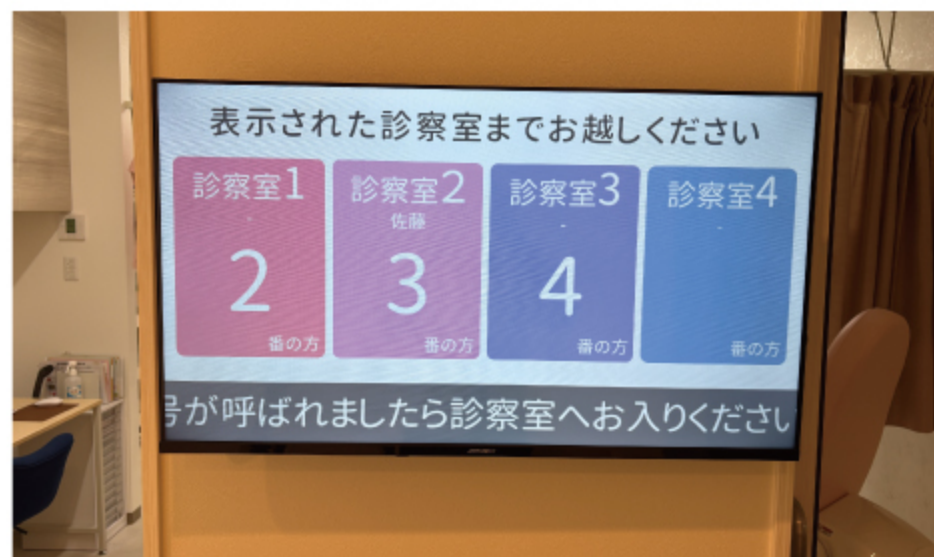 表示された診察室までお越しください
診察室1
-
2
番の方
診察室2
佐藤
3
番の方
診察室3
-
4
番の方
診察室4
-
番の方
号が呼ばれましたら診察室へお入りください